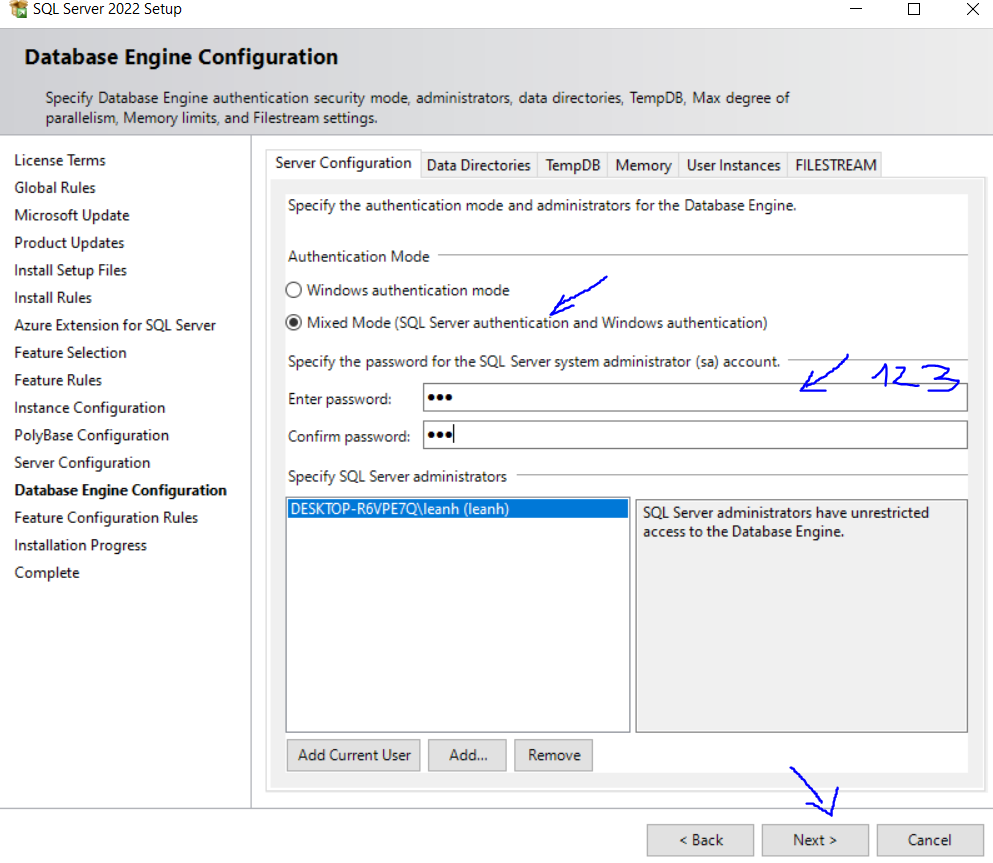 SQL Server 2022 Setup
Database Engine Configuration
Specify Database Engine authentication security mode, administrators, data directories, TempDB, Max degree of
parallelism, Memory limits, and Filestream settings.
License Terms
Global Rules
Microsoft Update
Product Updates
Install Setup Files
Install Rules
Azure Extension for SQL Server
Feature Selection
Feature Rules
Instance Configuration
PolyBase Configuration
Server Configuration
Database Engine Configuration
Feature Configuration Rules
Installation Progress
Complete
Server Configuration Data Directories TempDB Memory User Instances FILESTREAM
Specify the authentication mode and administrators for the Database Engine.
Authentication Mode
Windows authentication mode
Mixed Mode (SQL Server authentication and Windows authentication)
Specify the password for the SQL Server system administrator (sa) account.
123
Enter password: •••
Confirm password: •••
Specify SQL Server administrators
DESKTOP-R6VPE7Q\leanh (leanh)
SQL Server administrators have unrestricted
access to the Database Engine.
Add Current User Add... Remove
< Back Next > Cancel